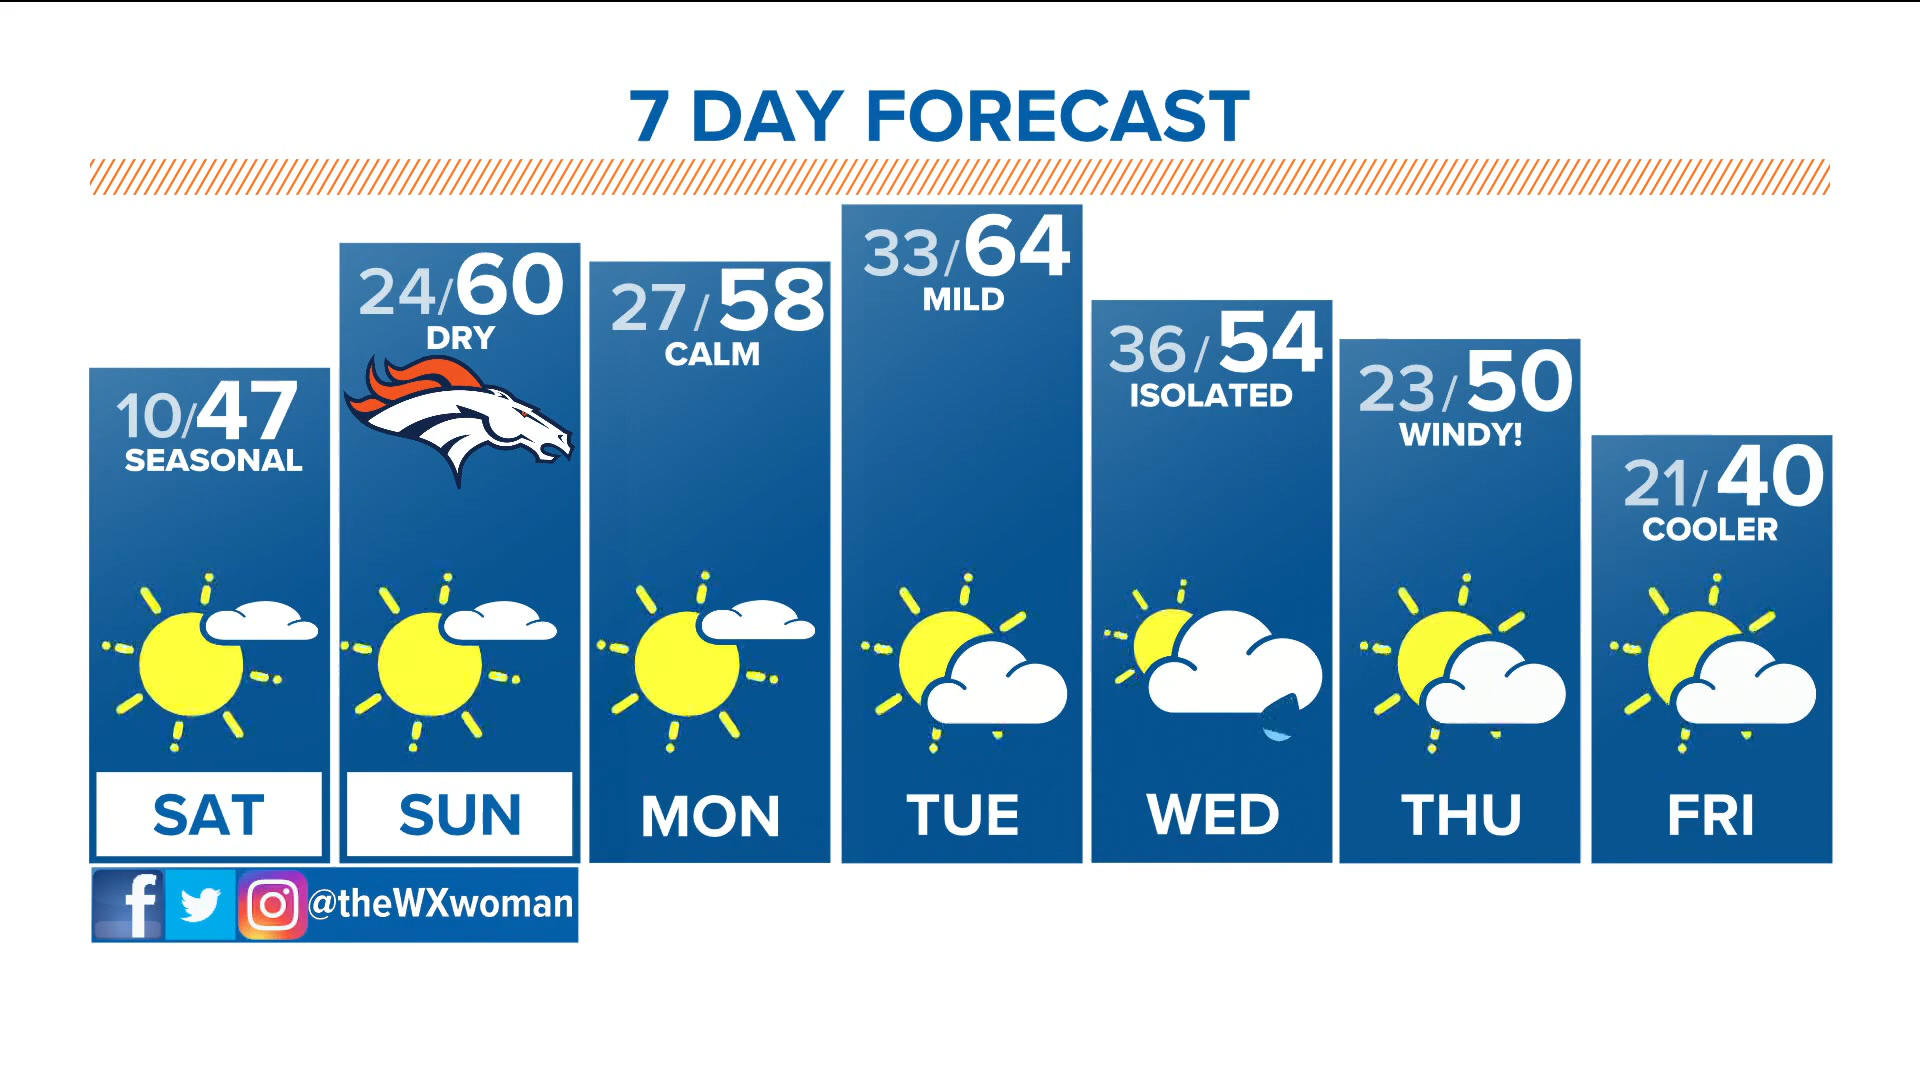 7 DAY FORECAST
10/47
SEASONAL
SAT
24/60
DRY
SUN
27/58
CALM
MON
33/64
MILD
TUE
36/54
ISOLATED
WED
23/50
WINDY!
THU
21/40
COOLER
FRI
@theWXwoman